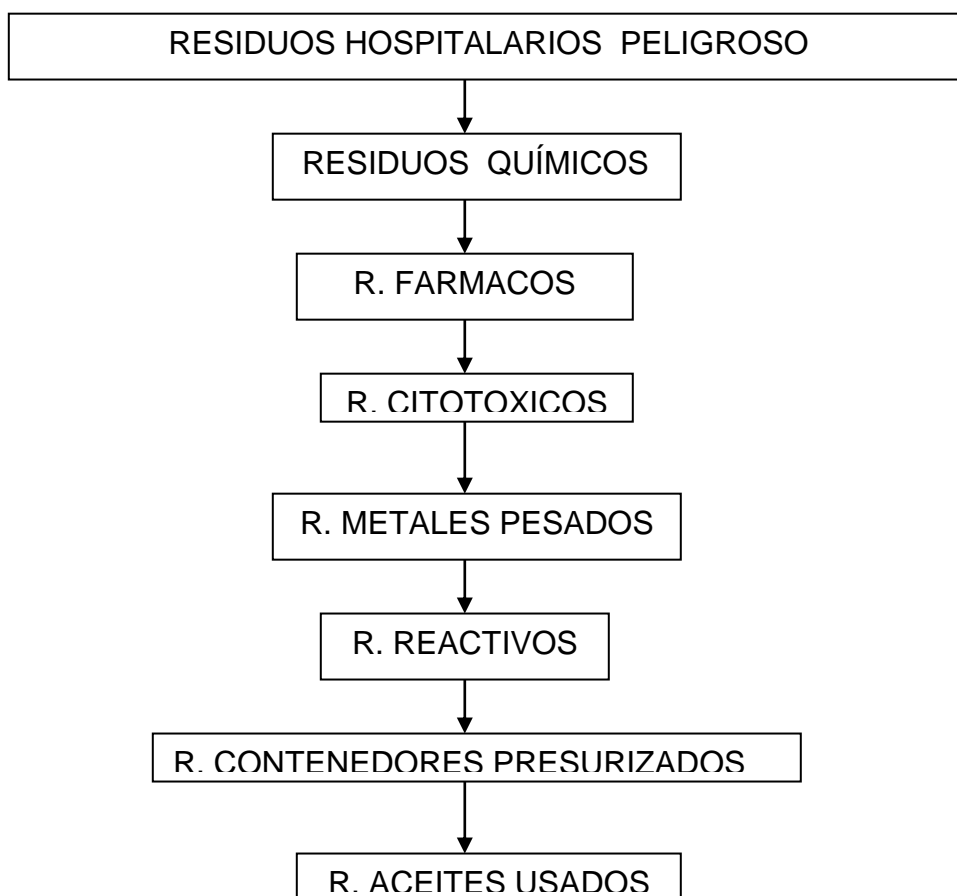 RESIDUOS HOSPITALARIOS PELIGROSO
RESIDUOS QUÍMICOS
R. FARMACOS
R. CITOTOXICOS
R. METALES PESADOS
R. REACTIVOS
R. CONTENEDORES PRESURIZADOS
R. ACEITES USADOS